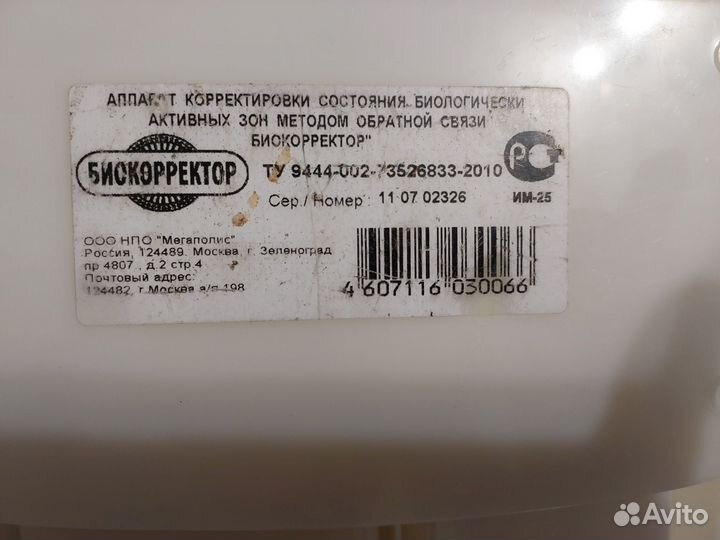 АППАРАТ КОРРЕКТИРОВКИ СОСТОЯНИЯ БИОЛОГИЧЕСКИ
АКТИВНЫХ ЗОН МЕТОДОМ ОБРАТНОЙ СВЯЗИ
БИОКОРРЕКТОР"
БИОКОРРЕКТОР
ТУ 9444-002-73526833-2010
Сер./ Номер : 11 07 02326
РСТ
ИМ-25
ООО НПО "Мегаполис"
Россия, 124489. Москва, г. Зеленоград
пр 4807 , д.2 стр 4
Почтовый адрес:
124482, г.Москва а/я 198
4 607116 030066
Avito